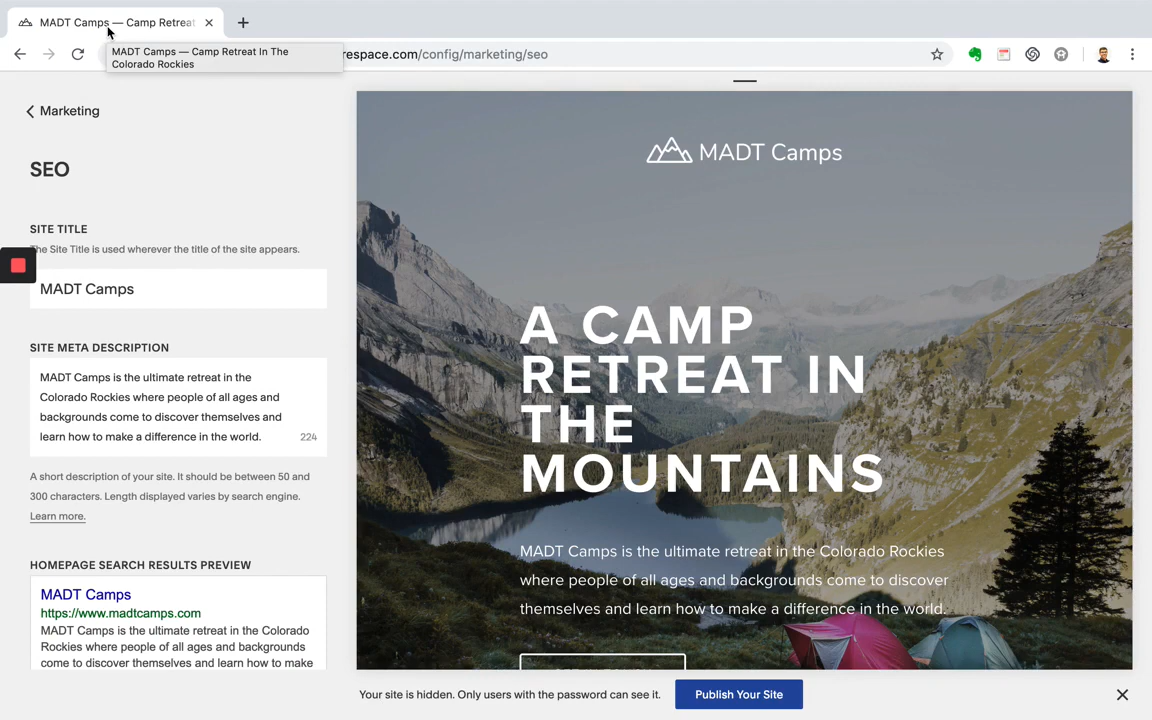 MADT Camps — Camp Retreat
MADT Camps — Camp Retreat In The
Colorado Rockies
respace.com/config/marketing/seo
Marketing
SEO
SITE TITLE
The Site Title is used wherever the title of the site appears.
MADT Camps
SITE META DESCRIPTION
MADT Camps is the ultimate retreat in the
Colorado Rockies where people of all ages and
backgrounds come to discover themselves and
learn how to make a difference in the world.
224
A short description of your site. It should be between 50 and
300 characters. Length displayed varies by search engine.
Learn more.
HOMEPAGE SEARCH RESULTS PREVIEW
MADT Camps
https://www.madtcamps.com
MADT Camps is the ultimate retreat in the Colorado
Rockies where people of all ages and backgrounds
come to discover themselves and learn how to make
MADT Camps
A CAMP
RETREAT IN
THE
MOUNTAINS
MADT Camps is the ultimate retreat in the Colorado Rockies
where people of all ages and backgrounds come to discover
themselves and learn how to make a difference in the world.
Your site is hidden. Only users with the password can see it.
Publish Your Site